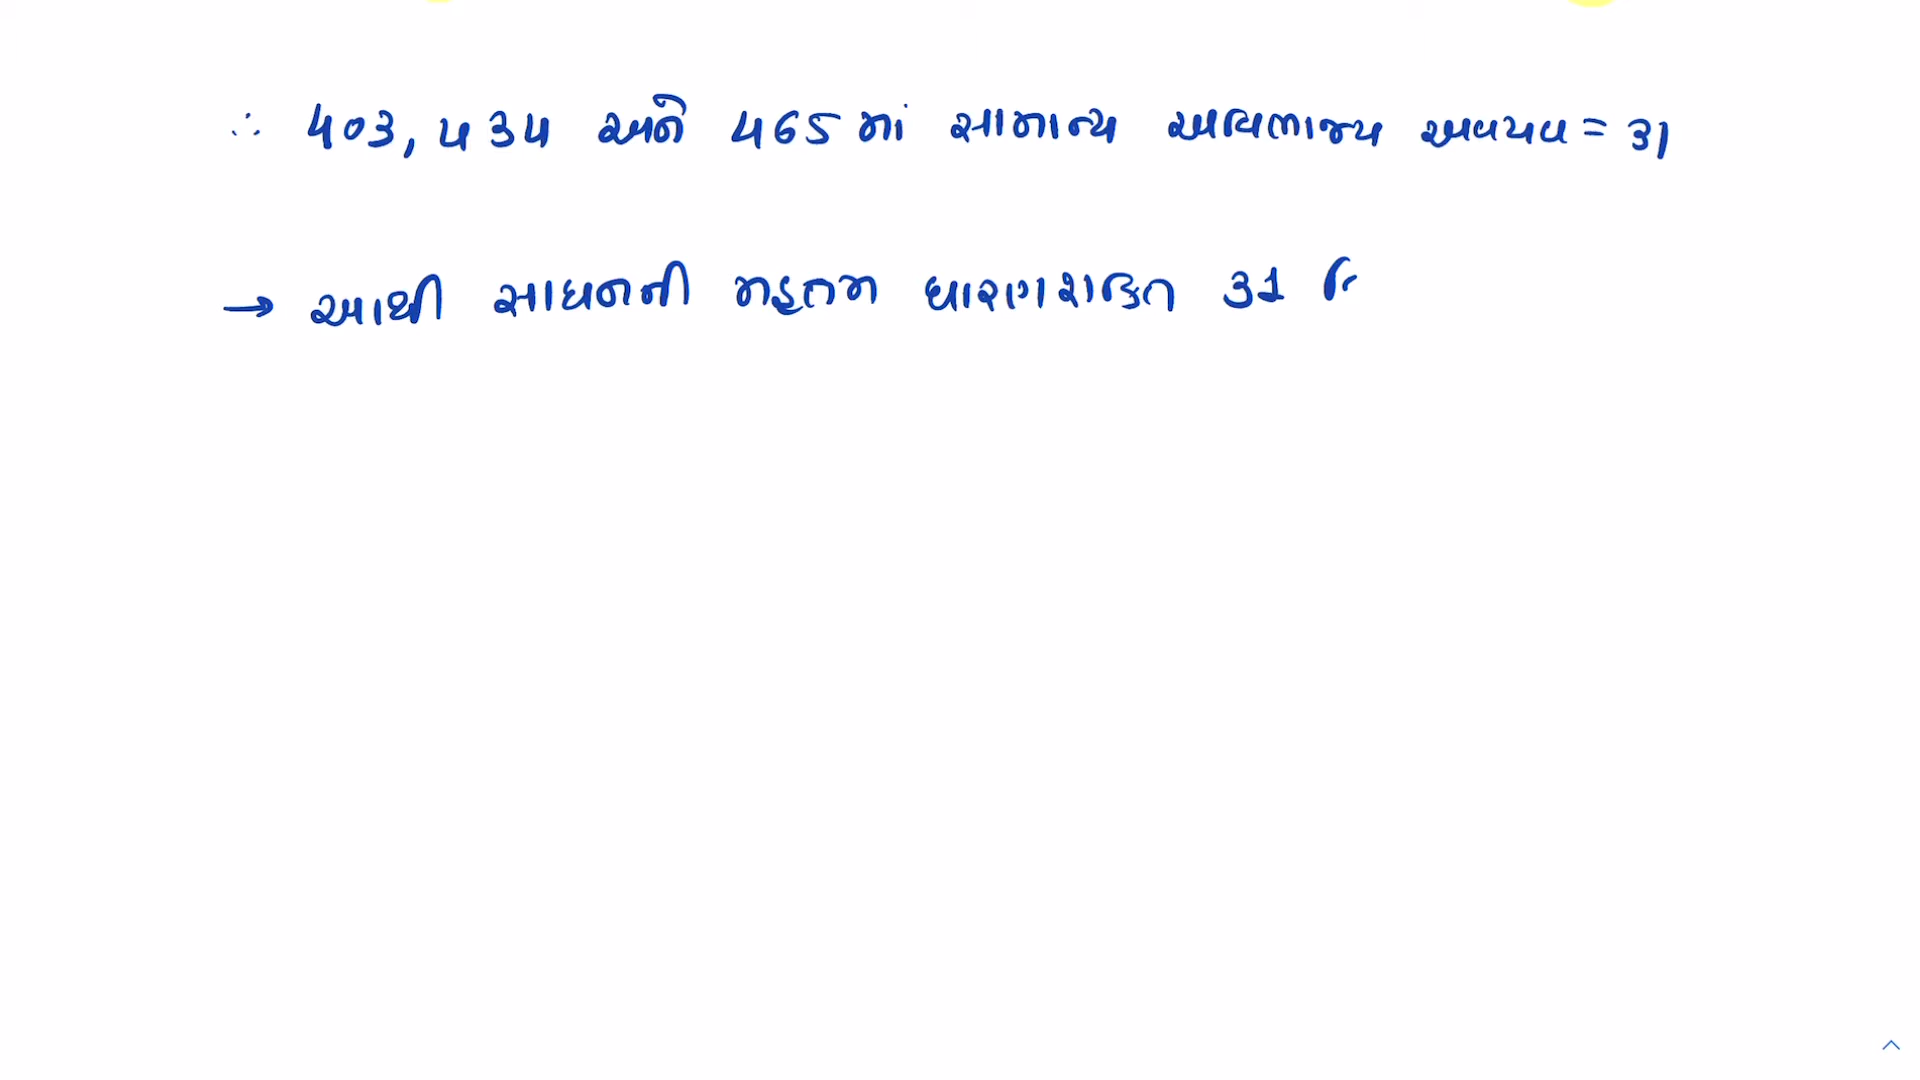 ∴ 403, 434 અને 465 માં સામાન્ય અવિભાજ્ય અવયવ = 31
→ આથી સાધનની મહત્તમ ધારણશક્તિ 31